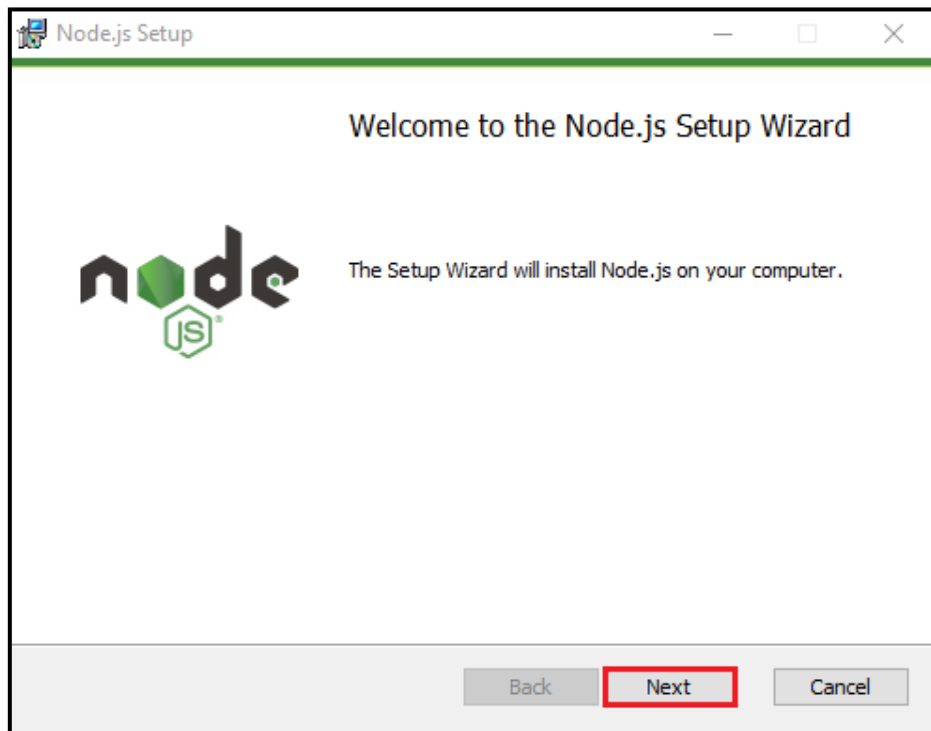 Node.js Setup
Welcome to the Node.js Setup Wizard
node
JS®
The Setup Wizard will install Node.js on your computer.
Back
Next
Cancel